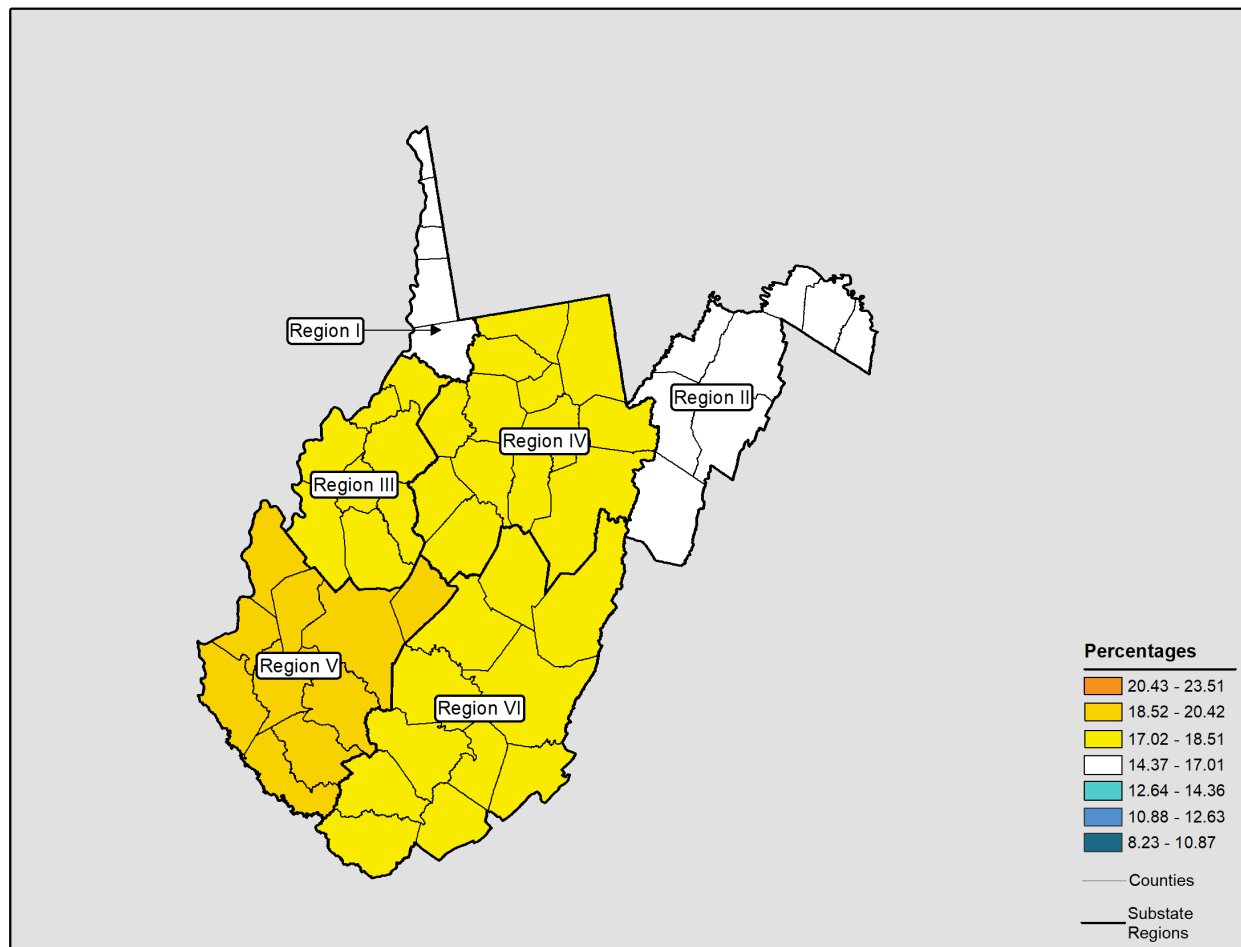 Region I
Region II
Region IV
Region III
Region V
Region VI
Percentages
20.43 - 23.51
18.52 - 20.42
17.02 - 18.51
14.37 - 17.01
12.64 - 14.36
10.88 - 12.63
8.23 - 10.87
Counties
Substate
Regions